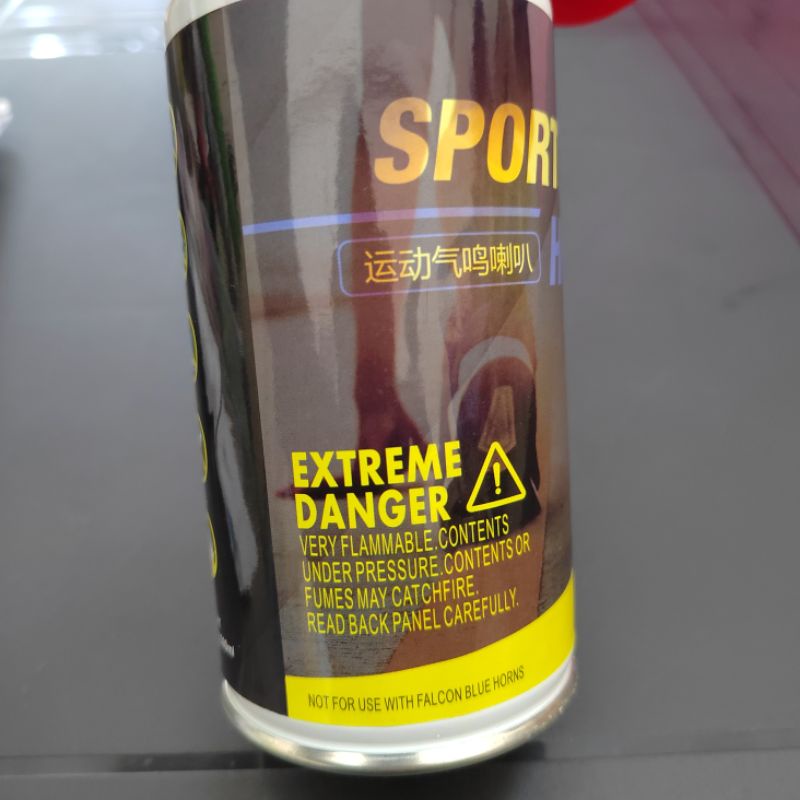 SPORT
运动气鸣喇叭 H
EXTREME
DANGER
VERY FLAMMABLE.CONTENTS
UNDER PRESSURE.CONTENTS OR
FUMES MAY CATCHFIRE.
READ BACK PANEL CAREFULLY.
NOT FOR USE WITH FALCON BLUE HORNS